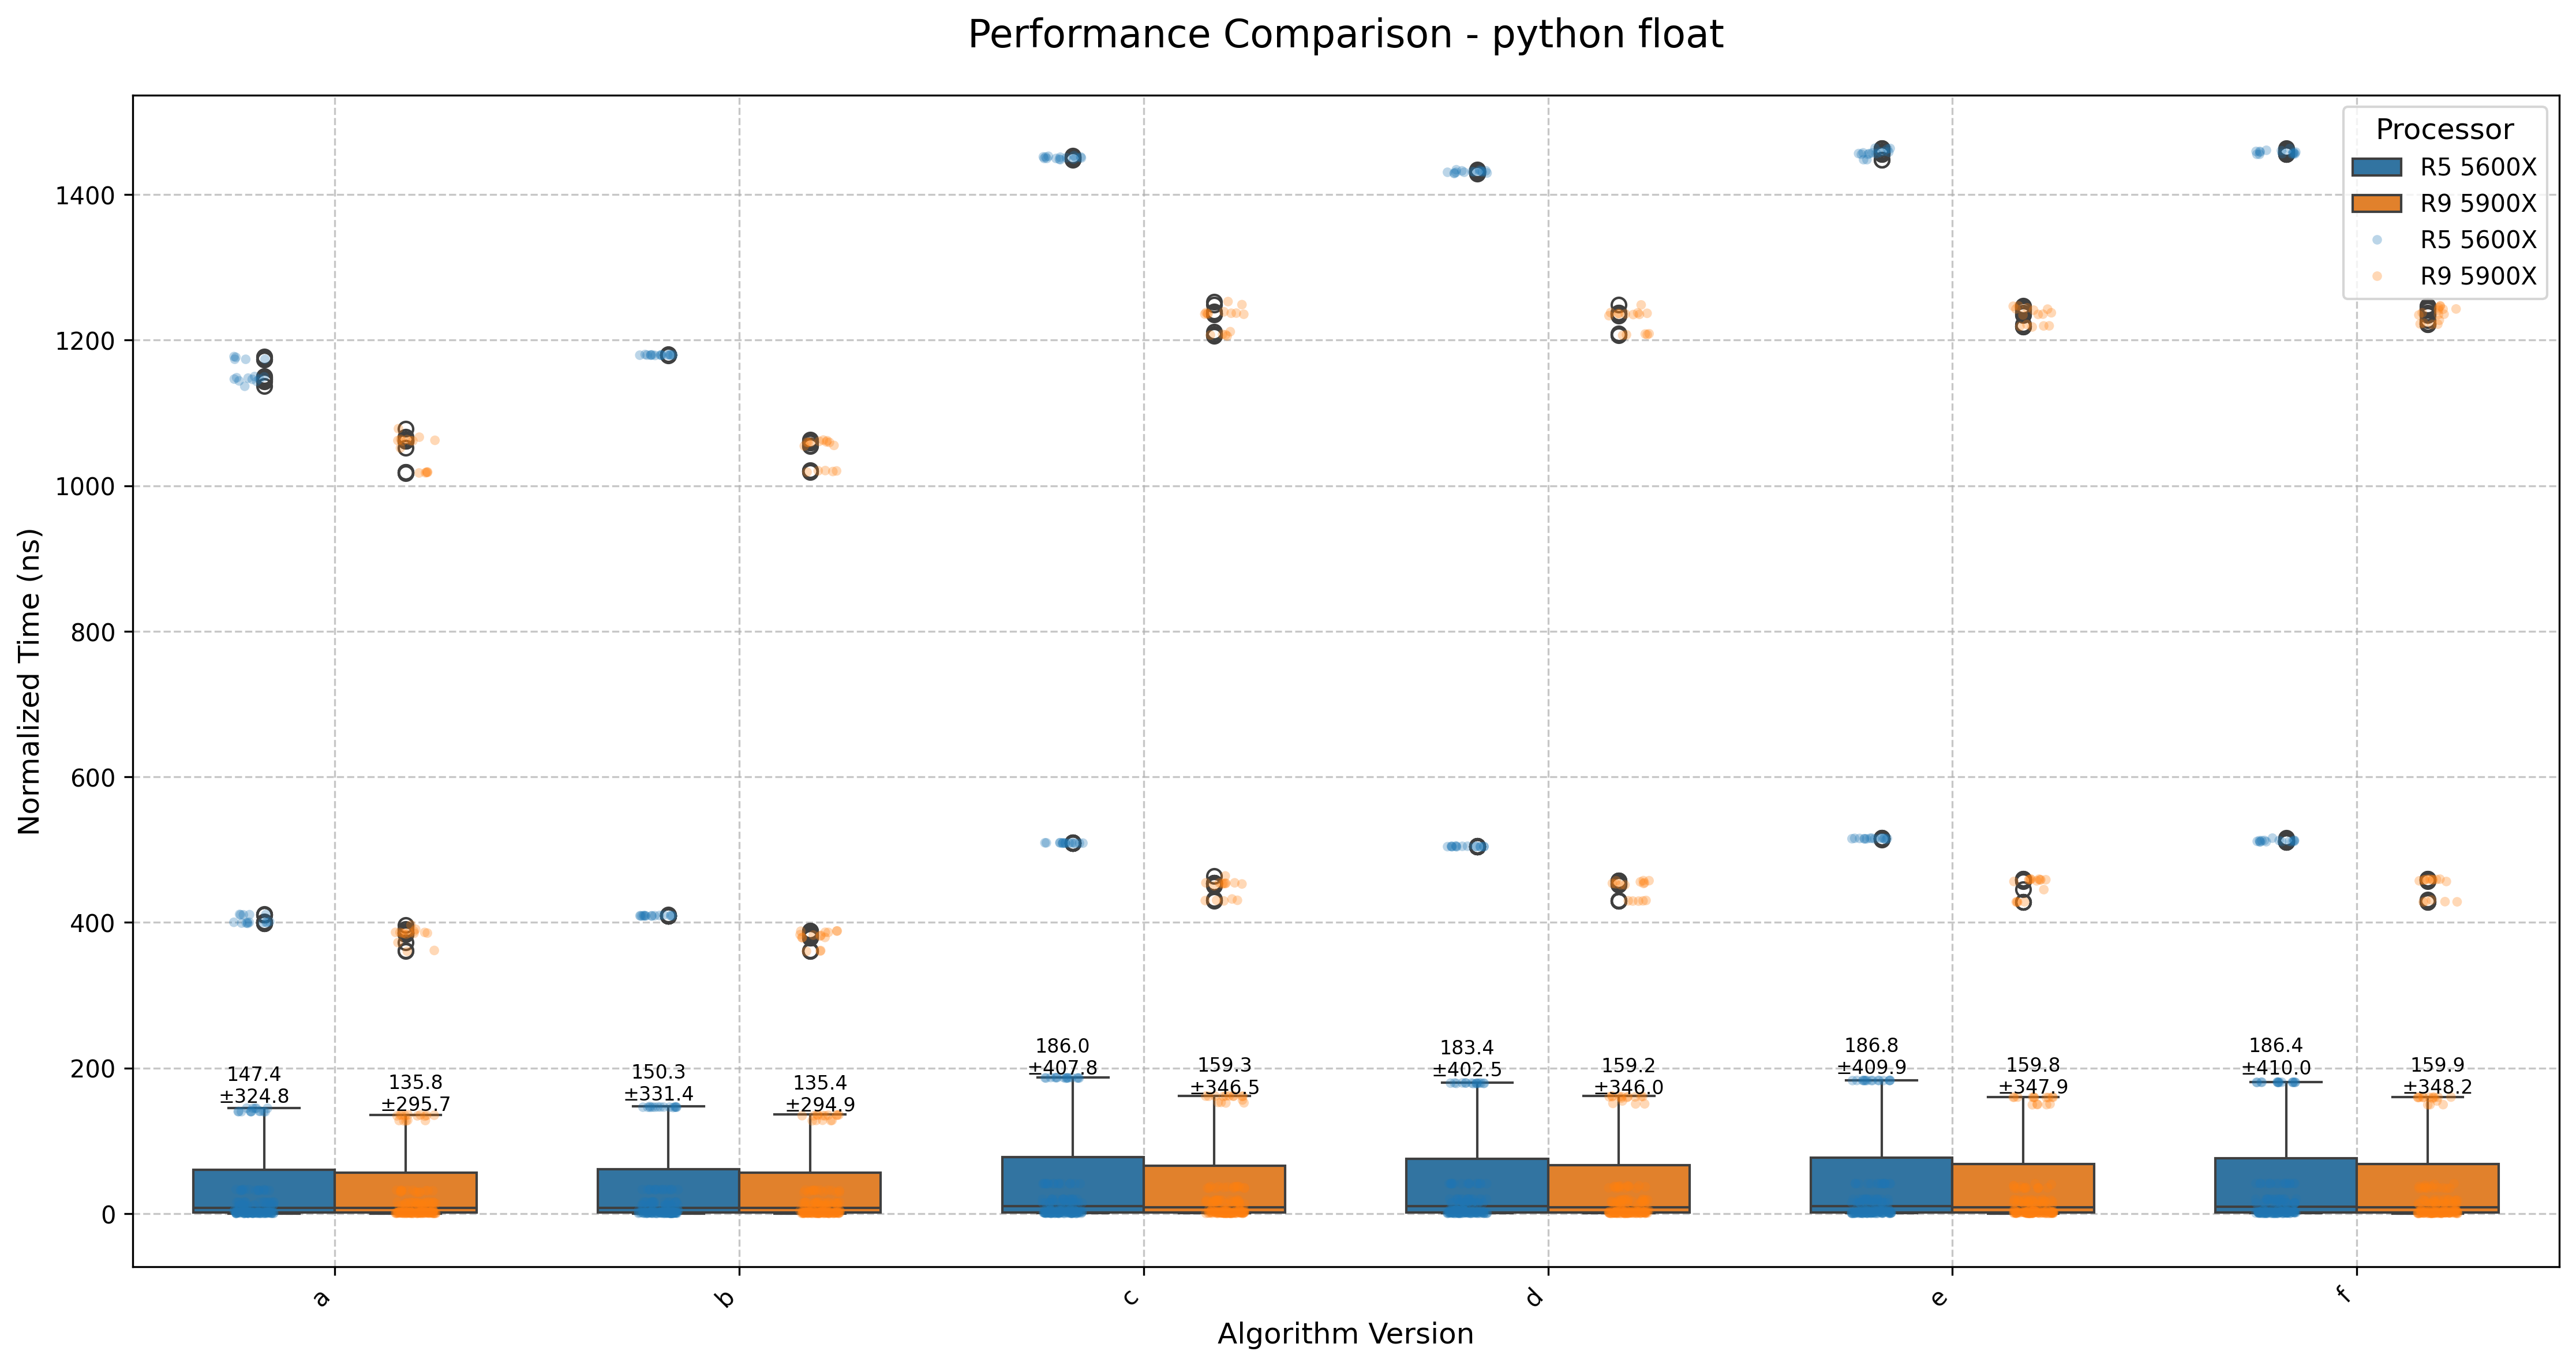 Performance Comparison - python float
Normalized Time (ns)
1400
1200
1000
800
600
400
200
0
Processor
R5 5600X
R9 5900X
R5 5600X
R9 5900X
147.4
±324.8
135.8
±295.7
150.3
±331.4
135.4
±294.9
186.0
±407.8
159.3
±346.5
183.4
±402.5
159.2
±346.0
186.8
±409.9
159.8
±347.9
186.4
±410.0
159.9
±348.2
a
b
c
d
e
f
Algorithm Version